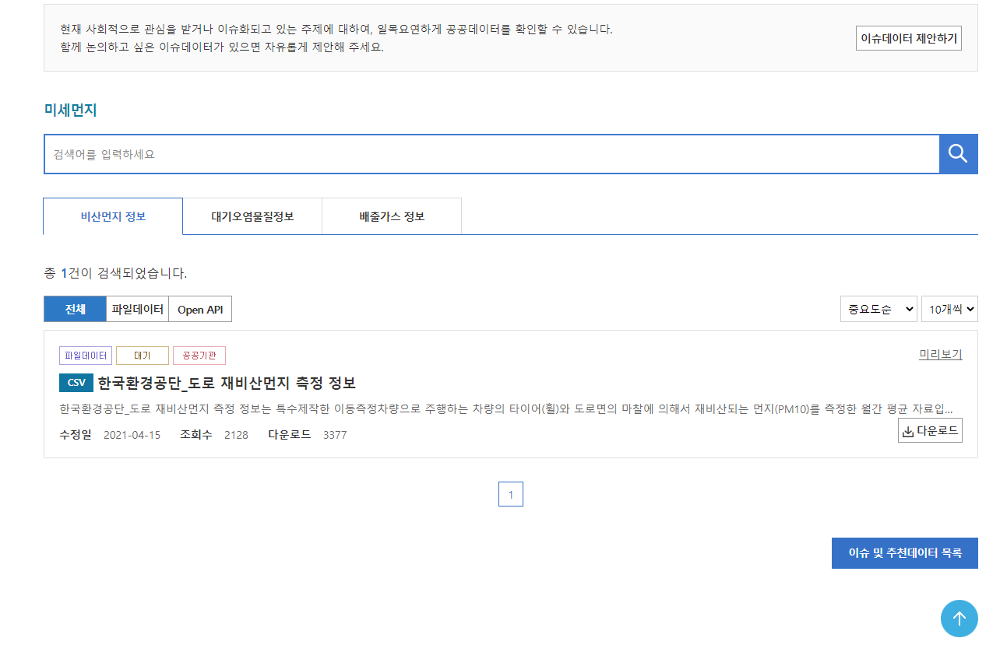 현재 사회적으로 관심을 받거나 이슈화되고 있는 주제에 대하여, 일목요연하게 공공데이터를 확인할 수 있습니다.
함께 논의하고 싶은 이슈데이터가 있으면 자유롭게 제안해 주세요.
이슈데이터 제안하기
미세먼지
검색어를 입력하세요
비산먼지 정보
대기오염물질정보
배출가스 정보
총 1건이 검색되었습니다.
전체
파일데이터
Open API
중요도순
10개씩
파일데이터
대기
공공기관
미리보기
CSV 한국환경공단_도로 재비산먼지 측정 정보
한국환경공단_도로 재비산먼지 측정 정보는 특수제작한 이동측정차량으로 주행하는 차량의 타이어(휠)와 도로면의 마찰에 의해서 재비산되는 먼지(PM10)를 측정한 월간 평균 자료입...
수정일 2021-04-15 조회수 2128 다운로드 3377
다운로드
1
이슈 및 추천데이터 목록